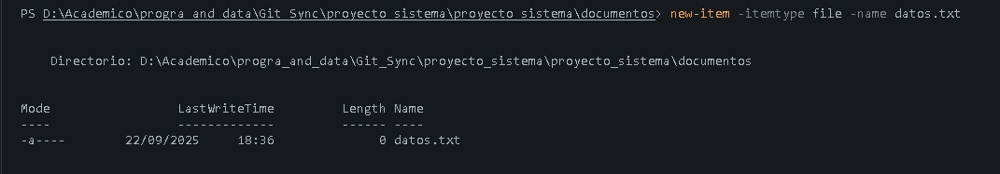 PS D:\Academico\progra_and_data\Git_Sync\proyecto_sistema\proyecto_sistema\documentos> new-item -itemtype file -name datos.txt
Directorio: D:\Academico\progra_and_data\Git_Sync\proyecto_sistema\proyecto_sistema\documentos
Mode LastWriteTime Length Name
---- ------------- ------ ----
-a---- 22/09/2025 18:36 0 datos.txt